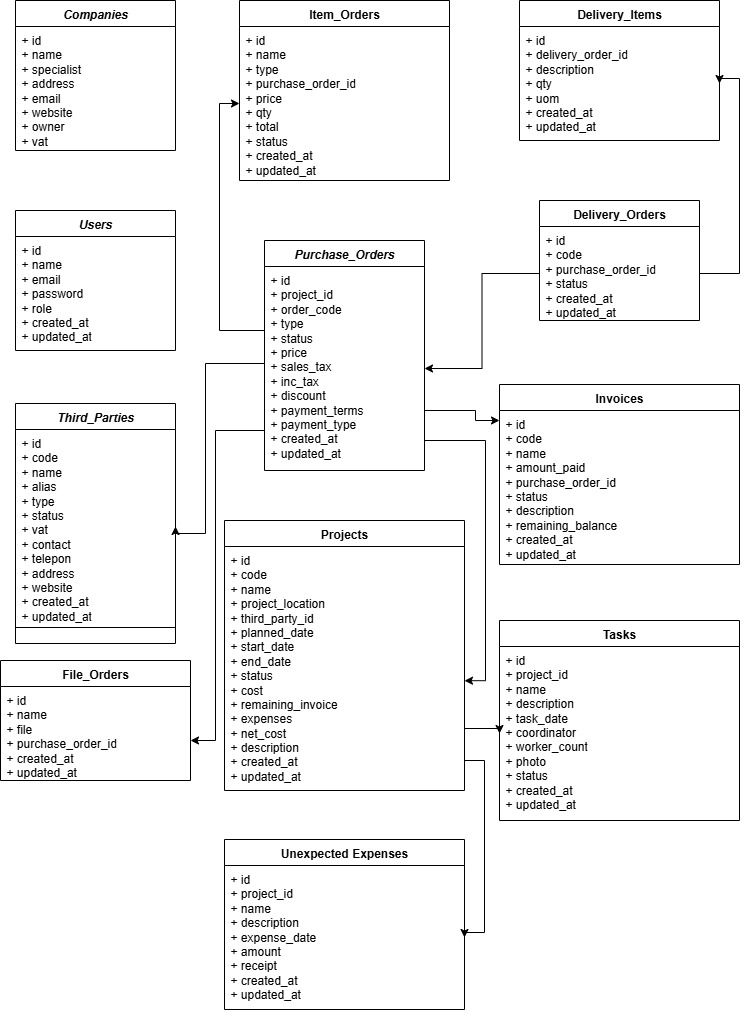 Companies
+ id
+ name
+ specialist
+ address
+ email
+ website
+ owner
+ vat
Item_Orders
+ id
+ name
+ type
+ purchase_order_id
+ price
+ qty
+ total
+ status
+ created_at
+ updated_at
Delivery_Items
+ id
+ delivery_order_id
+ description
+ qty
+ uom
+ created_at
+ updated_at
Users
+ id
+ name
+ email
+ password
+ role
+ created_at
+ updated_at
Purchase_Orders
+ id
+ project_id
+ order_code
+ type
+ status
+ price
+ sales_tax
+ inc_tax
+ discount
+ payment_terms
+ payment_type
+ created_at
+ updated_at
Delivery_Orders
+ id
+ code
+ purchase_order_id
+ status
+ created_at
+ updated_at
Third_Parties
+ id
+ code
+ name
+ alias
+ type
+ status
+ vat
+ contact
+ telepon
+ address
+ website
+ created_at
+ updated_at
Invoices
+ id
+ code
+ name
+ amount_paid
+ purchase_order_id
+ status
+ description
+ remaining_balance
+ created_at
+ updated_at
Projects
+ id
+ code
+ name
+ project_location
+ third_party_id
+ planned_date
+ start_date
+ end_date
+ status
+ cost
+ remaining_invoice
+ expenses
+ net_cost
+ description
+ created_at
+ updated_at
File_Orders
+ id
+ name
+ file
+ purchase_order_id
+ created_at
+ updated_at
Tasks
+ id
+ project_id
+ name
+ description
+ task_date
+ coordinator
+ worker_count
+ photo
+ status
+ created_at
+ updated_at
Unexpected Expenses
+ id
+ project_id
+ name
+ description
+ expense_date
+ amount
+ receipt
+ created_at
+ updated_at